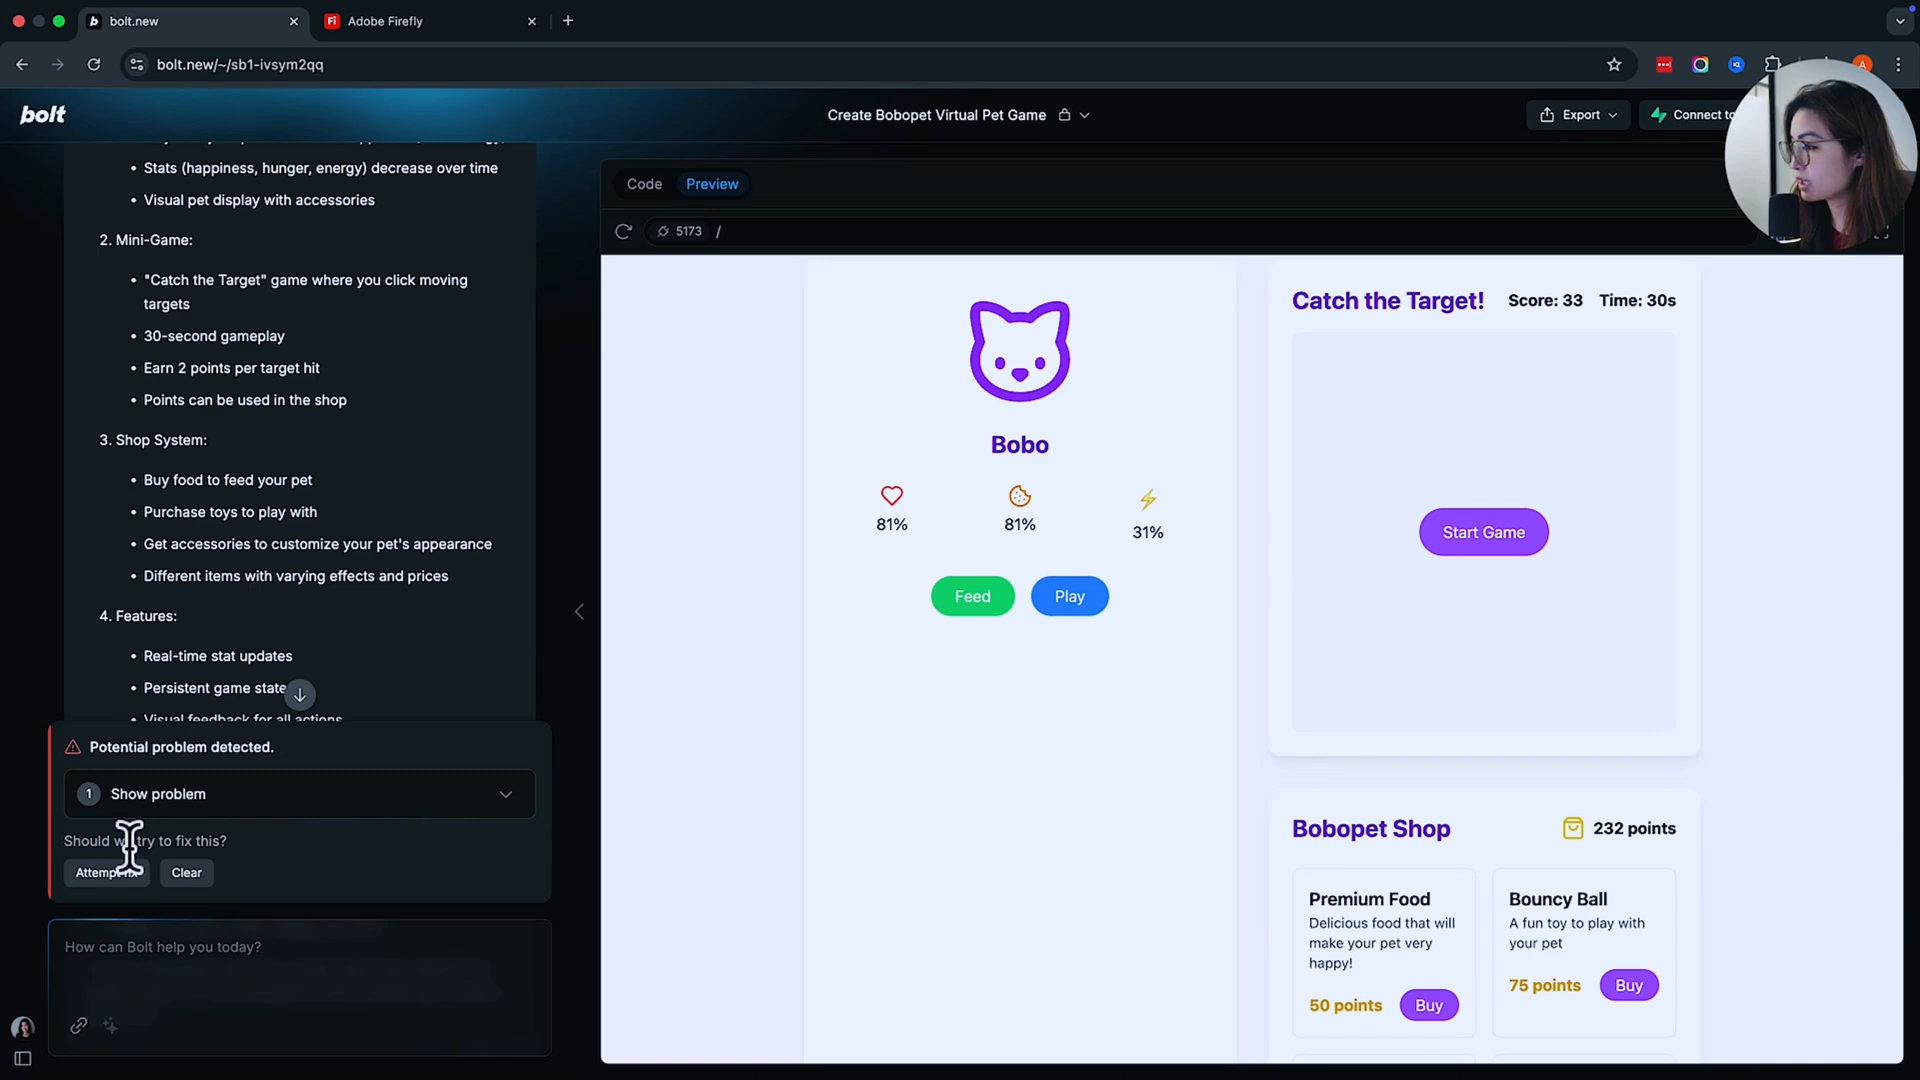 bolt.new
Adobe Firefly
bolt.new/~/sb1-ivsym2qq
bolt
Create Bobopet Virtual Pet Game
Export
Connect to
• Stats (happiness, hunger, energy) decrease over time
• Visual pet display with accessories
2. Mini-Game:
• "Catch the Target" game where you click moving
targets
• 30-second gameplay
• Earn 2 points per target hit
• Points can be used in the shop
3. Shop System:
• Buy food to feed your pet
• Purchase toys to play with
• Get accessories to customize your pet's appearance
• Different items with varying effects and prices
4. Features:
• Real-time stat updates
• Persistent game state
• Visual feedback for all actions
Potential problem detected.
1 Show problem
Should we try to fix this?
Attempt fix
Clear
How can Bolt help you today?
Code
Preview
5173 /
Bobo
81%
81%
31%
Feed
Play
Catch the Target!
Score: 33
Time: 30s
Start Game
Bobopet Shop
232 points
Premium Food
Delicious food that will
make your pet very
happy!
50 points
Buy
Bouncy Ball
A fun toy to play with
your pet
75 points
Buy